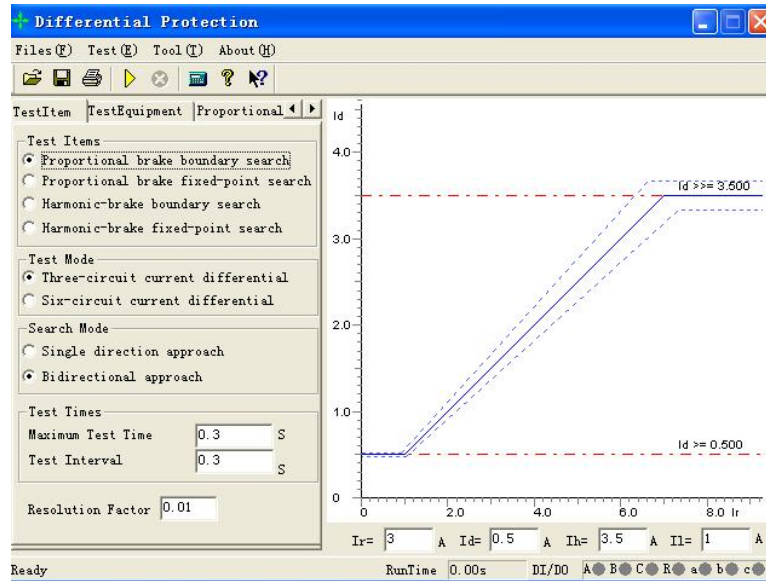 Differential Protection
Files(F) Test(E) Tool(T) About(H)
TestItem TestEquipment Proportional
Test Items
Proportional brake boundary search
Proportional brake fixed-point search
Harmonic-brake boundary search
Harmonic-brake fixed-point search
Test Mode
Three-circuit current differential
Six-circuit current differential
Search Mode
Single direction approach
Bidirectional approach
Test Times
Maximum Test Time 0.3 S
Test Interval 0.3 S
Resolution Factor 0.01
Id
4.0
Id >>= 3.500
3.0
2.0
1.0
Id >= 0.500
0
0 2.0 4.0 6.0 8.0 Ir
Ir= 3 A Id= 0.5 A Ih= 3.5 A Il= 1 A
Ready RunTime 0.00s DI/DO A B C R a b c